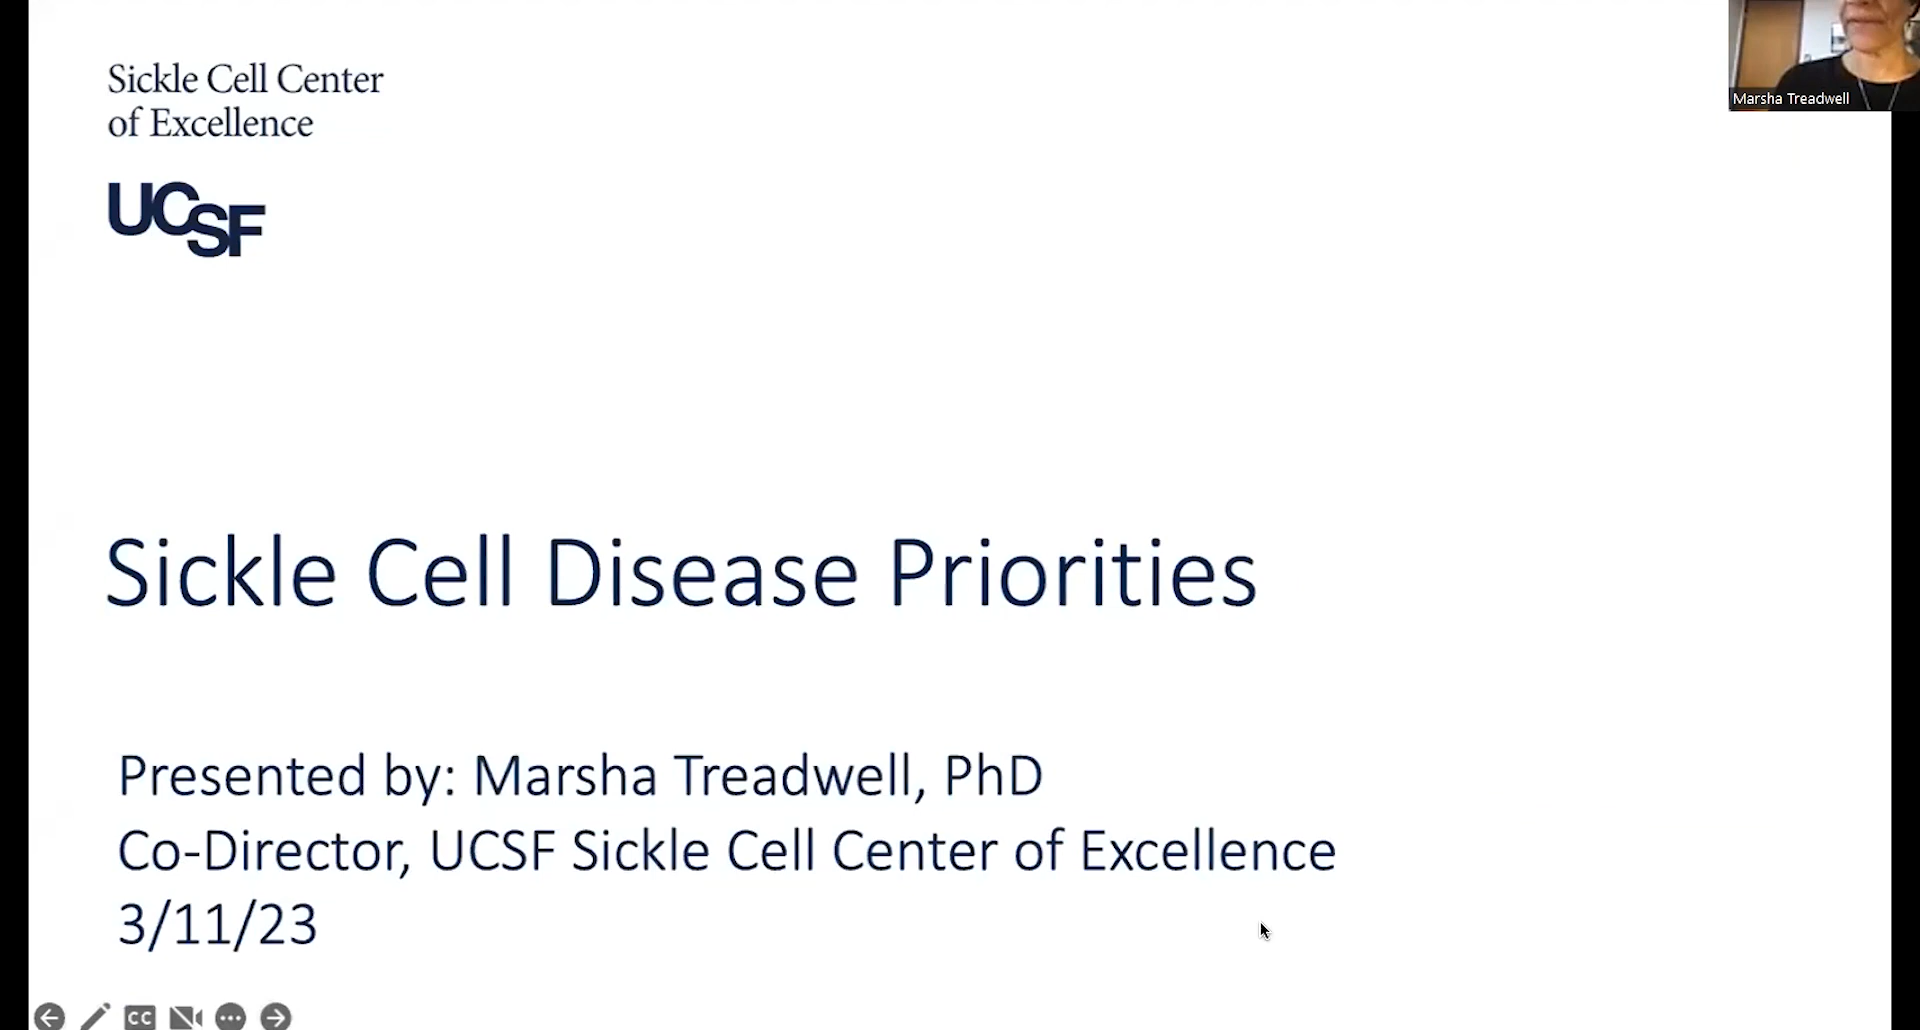 Sickle Cell Center
of Excellence
UCSF
Marsha Treadwell
Sickle Cell Disease Priorities
Presented by: Marsha Treadwell, PhD
Co-Director, UCSF Sickle Cell Center of Excellence
3/11/23
CC